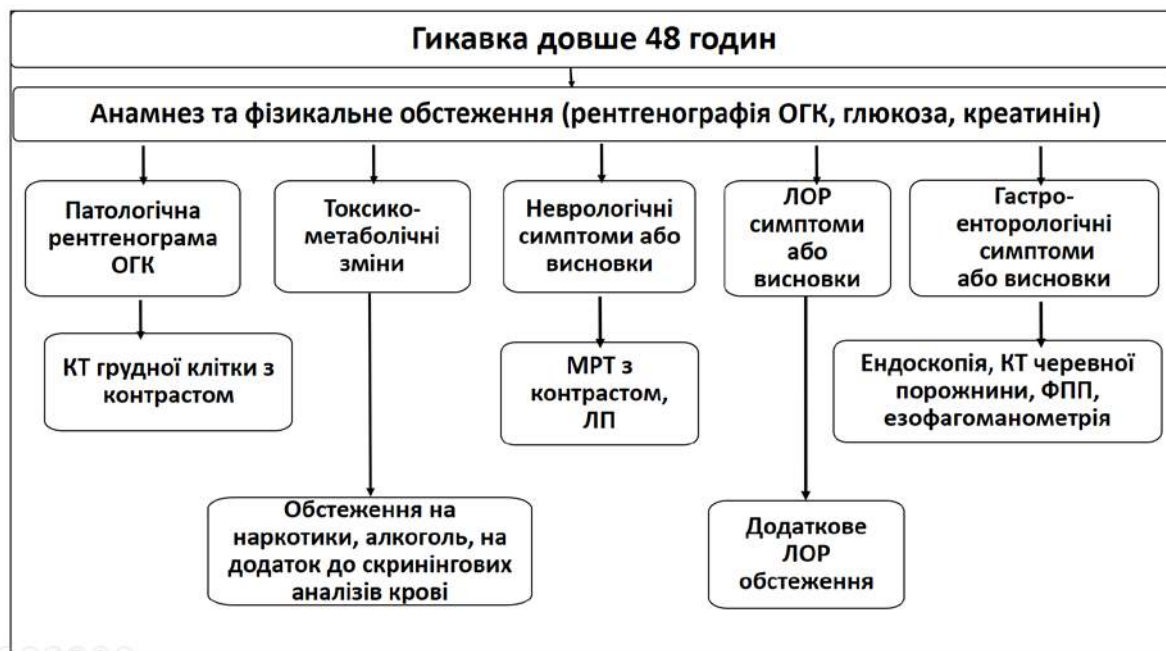 Гикавка довше 48 годин
Анамнез та фізикальне обстеження (рентгенографія ОГК, глюкоза, креатинін)
Патологічна
рентгенограма
ОГК
Токсико-
метаболічні
зміни
Неврологічні
симптоми або
висновки
ЛОР
симптоми
або
висновки
Гастро-
енторологічні
симптоми
або висновки
КТ грудної клітки з
контрастом
МРТ з
контрастом,
ЛП
Ендоскопія, КТ черевної
порожнини, ФПП,
езофагоманометрія
Обстеження на
наркотики, алкоголь, на
додаток до скринінгових
аналізів крові
Додаткове
ЛОР
обстеження